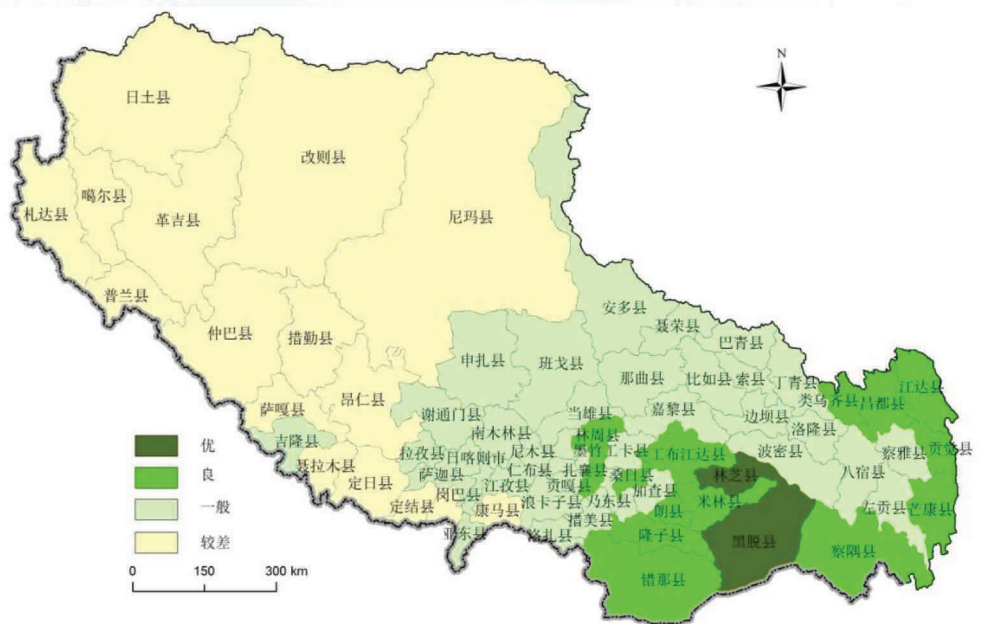 N
日土县
改则县
噶尔县
札达县
革吉县
尼玛县
普兰县
仲巴县
措勤县
安多县
聂荣县
巴青县
申扎县
班戈县
那曲县
比如县
索县
丁青县
类乌齐县
昌都县
江达县
萨嘎县
昂仁县
谢通门县
当雄县
嘉黎县
边坝县
洛隆县
吉隆县
南木林县
林周县
墨竹工卡县
工布江达县
波密县
察雅县
贡觉县
聂拉木县
拉孜县
日喀则市
尼木县
八宿县
定日县
萨迦县
江孜县
仁布县
扎襄县
贡嘎县
桑日县
加查县
林芝县
米林县
左贡县
芒康县
定结县
岗巴县
康马县
浪卡子县
乃东县
朗县
措美县
亚东县
洛扎县
隆子县
黑脱县
察隅县
错那县
优
良
一般
较差
0 150 300 km